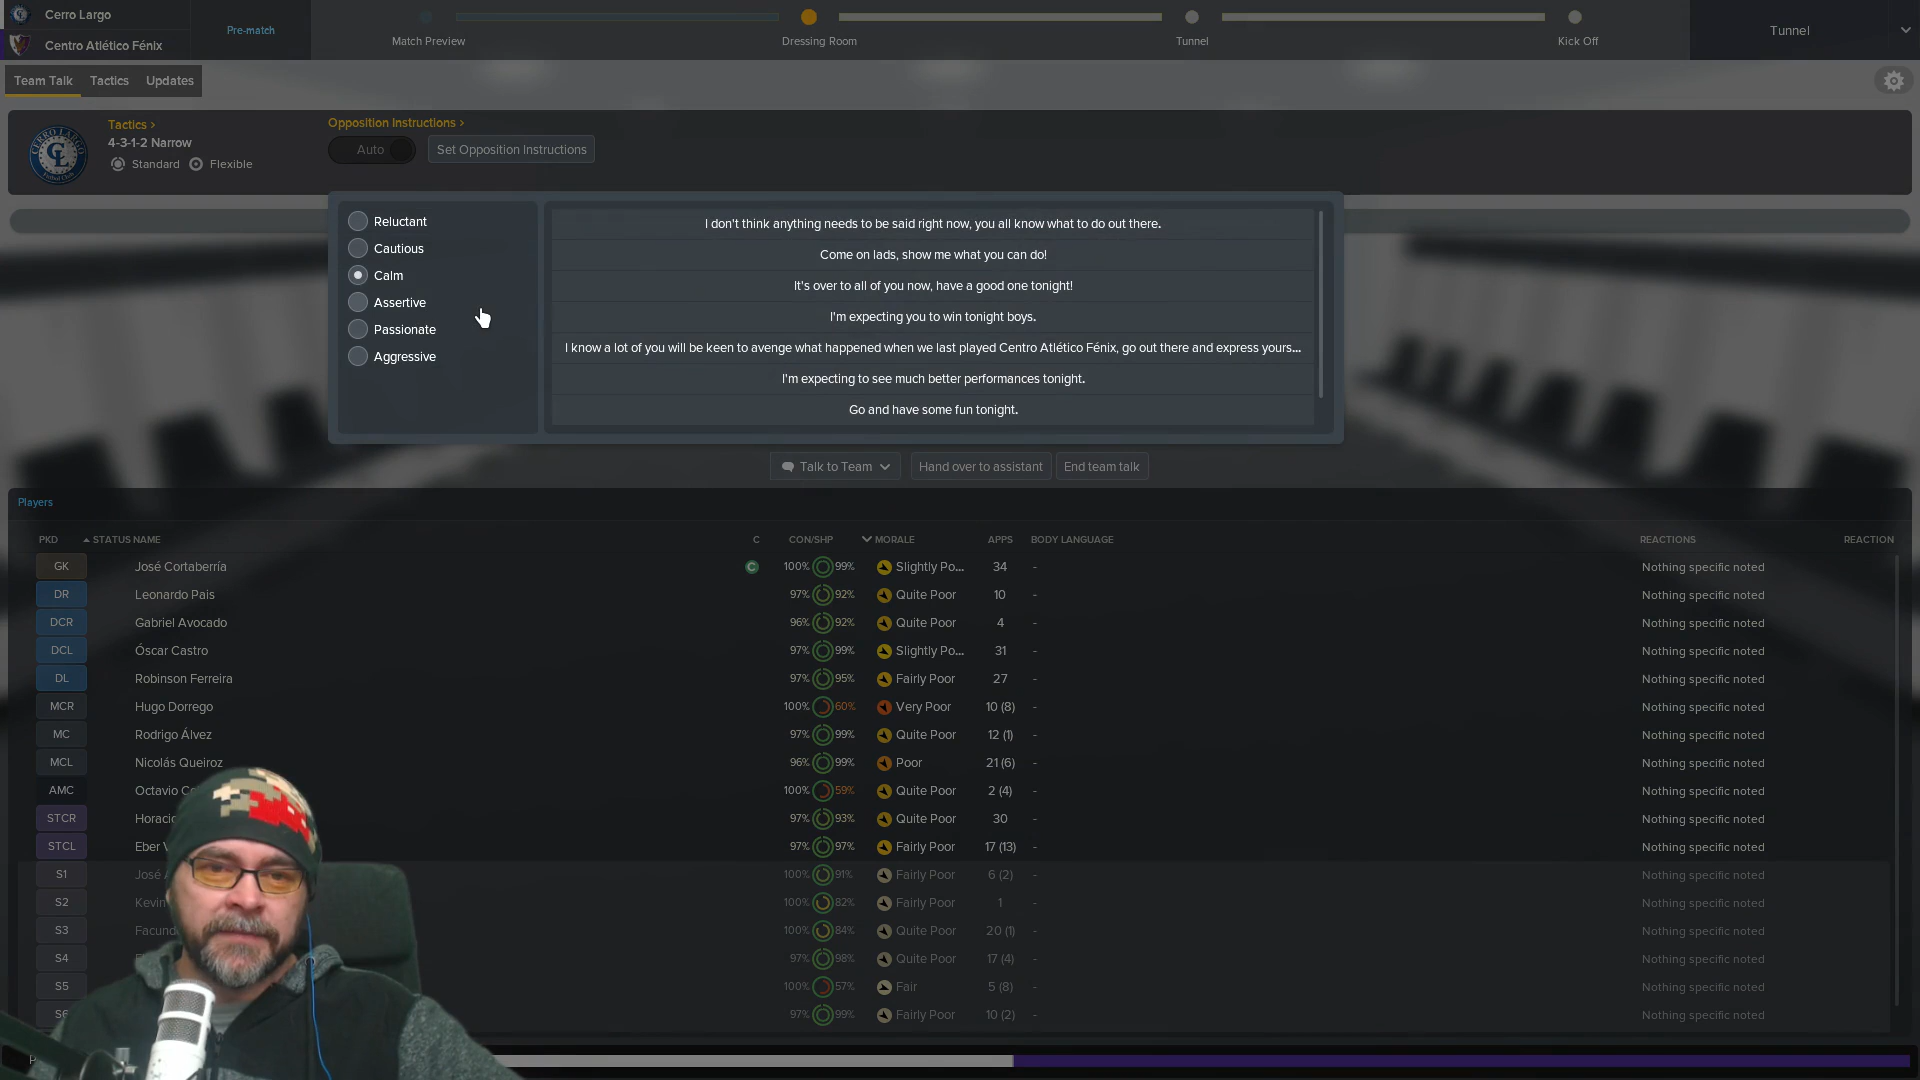 Cerro Largo
Centro Atlético Fénix
Pre-match
Match Preview
Dressing Room
Tunnel
Kick Off
Tunnel
Team Talk
Tactics
Updates
Tactics >
4-3-1-2 Narrow
Standard
Flexible
Opposition Instructions >
Auto
Set Opposition Instructions
Reluctant
Cautious
Calm
Assertive
Passionate
Aggressive
I don't think anything needs to be said right now, you all know what to do out there.
Come on lads, show me what you can do!
It's over to all of you now, have a good one tonight!
I'm expecting you to win tonight boys.
I know a lot of you will be keen to avenge what happened when we last played Centro Atlético Fénix, go out there and express yours...
I'm expecting to see much better performances tonight.
Go and have some fun tonight.
Talk to Team
Hand over to assistant
End team talk
Players
PKD STATUS NAME C CON/SHP MORALE APPS BODY LANGUAGE REACTIONS REACTION
GK José Cortaberría C 100% 99% Slightly Po... 34 - Nothing specific noted
DR Leonardo Pais 97% 92% Quite Poor 10 - Nothing specific noted
DCR Gabriel Avocado 96% 92% Quite Poor 4 - Nothing specific noted
DCL Óscar Castro 97% 99% Slightly Po... 31 - Nothing specific noted
DL Robinson Ferreira 97% 95% Fairly Poor 27 - Nothing specific noted
MCR Hugo Dorrego 100% 60% Very Poor 10 (8) - Nothing specific noted
MC Rodrigo Álvez 97% 99% Quite Poor 12 (1) - Nothing specific noted
MCL Nicolás Queiroz 96% 99% Poor 21 (6) - Nothing specific noted
AMC Octavio 100% 59% Quite Poor 2 (4) - Nothing specific noted
STCR Horacio 97% 93% Quite Poor 30 - Nothing specific noted
STCL Eber 97% 97% Fairly Poor 17 (13) - Nothing specific noted
S1 José 100% 91% Fairly Poor 6 (2) - Nothing specific noted
S2 Kevin 100% 82% Fairly Poor 1 - Nothing specific noted
S3 Facund 100% 84% Quite Poor 20 (1) - Nothing specific noted
S4 97% 98% Quite Poor 17 (4) - Nothing specific noted
S5 100% 57% Fair 5 (8) - Nothing specific noted
S6 97% 99% Fairly Poor 10 (2) - Nothing specific noted